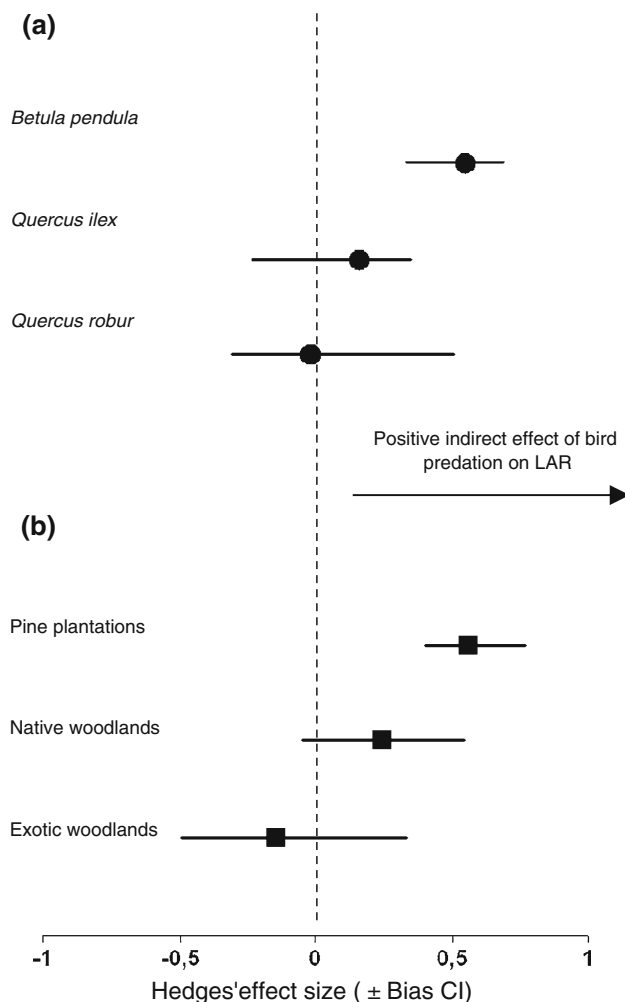 (a)
Betula pendula
Quercus ilex
Quercus robur
Positive indirect effect of bird
predation on LAR
(b)
Pine plantations
Native woodlands
Exotic woodlands
-1 -0,5 0 0,5 1
Hedges'effect size ( ± Bias CI)